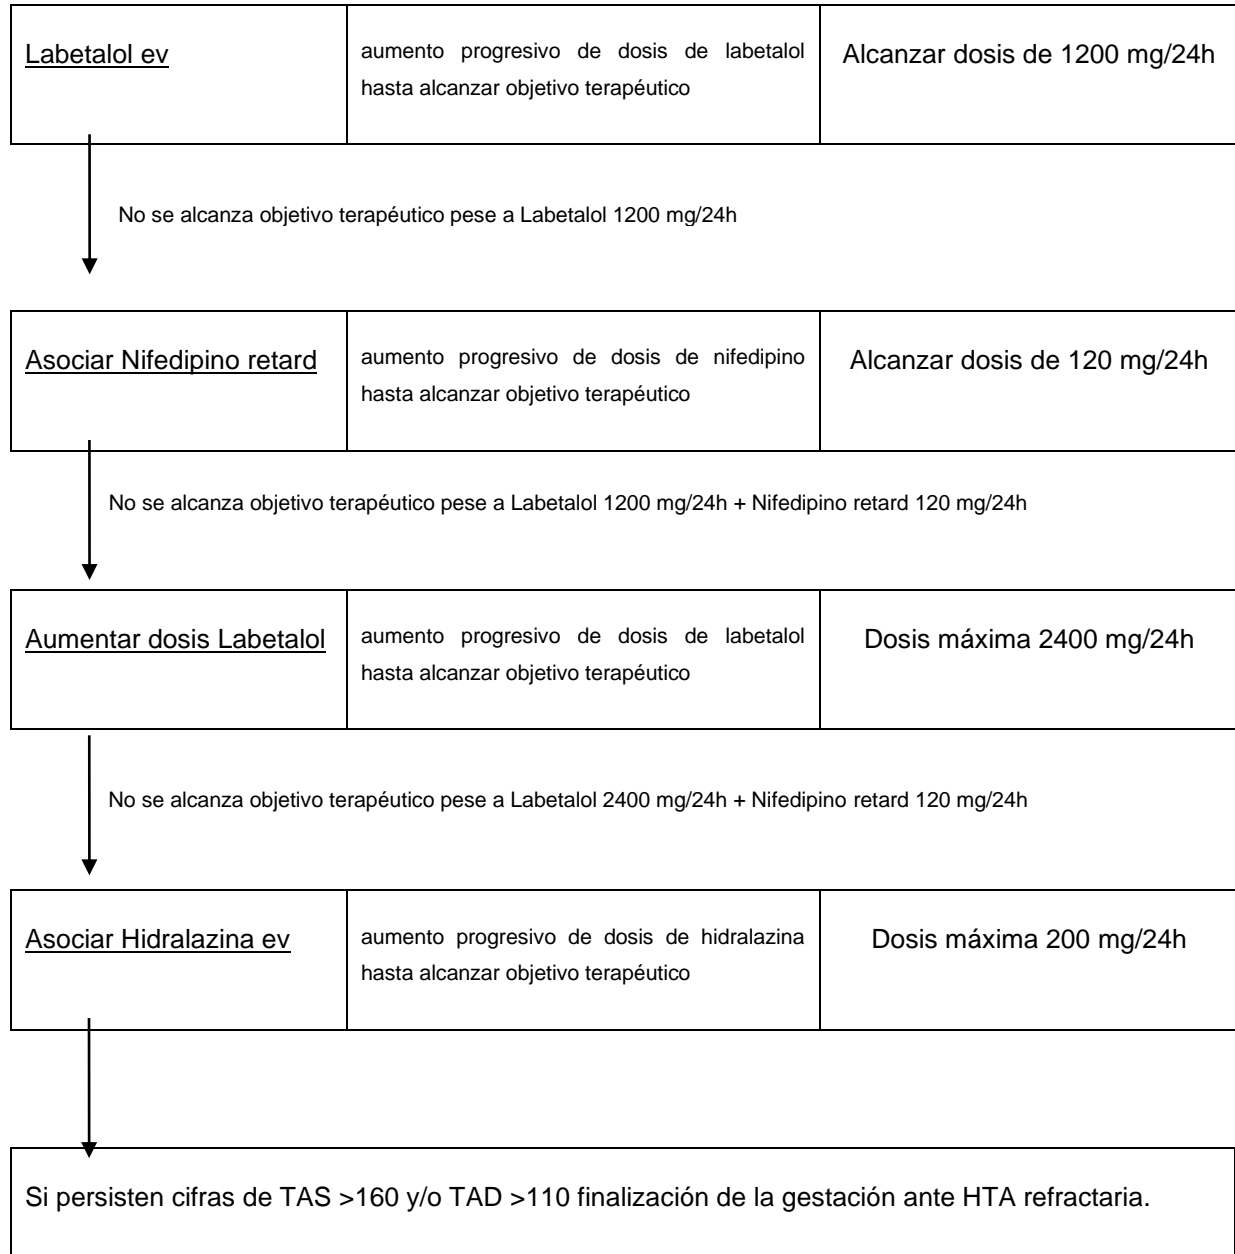 Labetalol ev
aumento progresivo de dosis de labetalol
hasta alcanzar objetivo terapéutico
Alcanzar dosis de 1200 mg/24h
No se alcanza objetivo terapéutico pese a Labetalol 1200 mg/24h
Asociar Nifedipino retard
aumento progresivo de dosis de nifedipino
hasta alcanzar objetivo terapéutico
Alcanzar dosis de 120 mg/24h
No se alcanza objetivo terapéutico pese a Labetalol 1200 mg/24h + Nifedipino retard 120 mg/24h
Aumentar dosis Labetalol
aumento progresivo de dosis de labetalol
hasta alcanzar objetivo terapéutico
Dosis máxima 2400 mg/24h
No se alcanza objetivo terapéutico pese a Labetalol 2400 mg/24h + Nifedipino retard 120 mg/24h
Asociar Hidralazina ev
aumento progresivo de dosis de hidralazina
hasta alcanzar objetivo terapéutico
Dosis máxima 200 mg/24h
Si persisten cifras de TAS >160 y/o TAD >110 finalización de la gestación ante HTA refractaria.